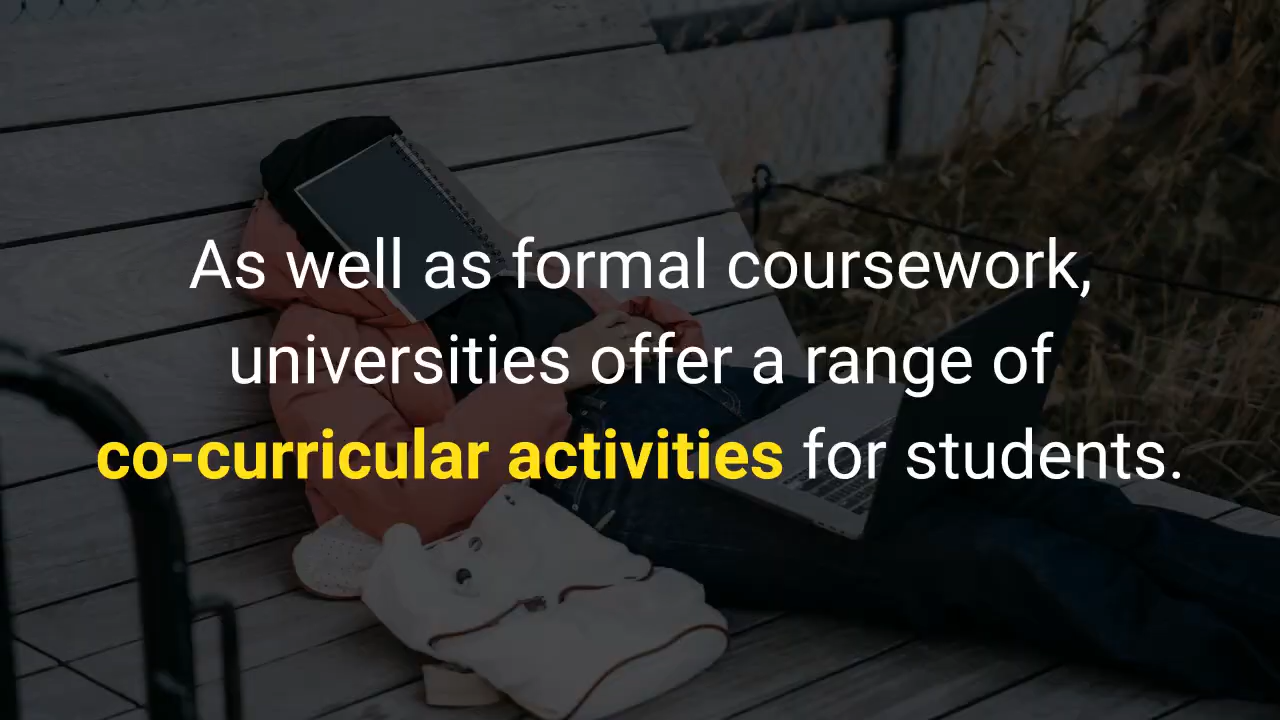 As well as formal coursework,
universities offer a range of
co-curricular activities for students.